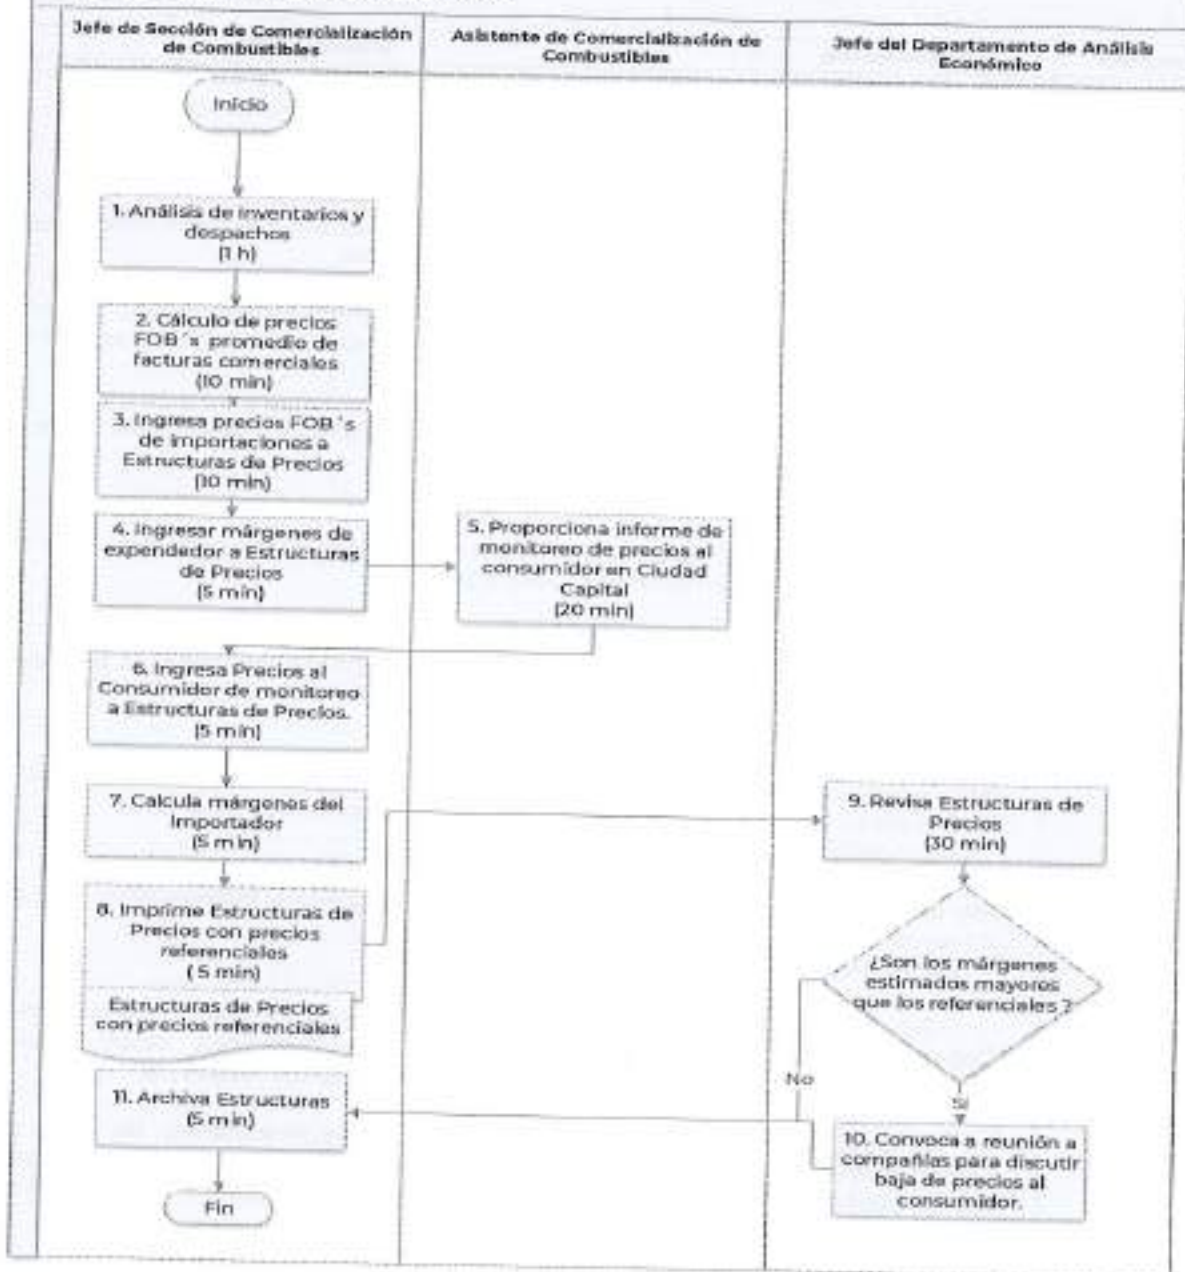 Jefe de Sección de Comercialización
de Combustibles
Asistente de Comercialización de
Combustibles
Jefe del Departamento de Análisis
Económico
Inicio
1. Análisis de inventarios y
despachos
(1 h)
2. Cálculo de precios
FOB´s promedio de
facturas comerciales
(10 min)
3. Ingresa precios FOB´s
de importaciones a
Estructuras de Precios
(10 min)
4. Ingresar márgenes de
expendedor a Estructuras
de Precios
(5 min)
5. Proporciona informe de
monitoreo de precios al
consumidor en Ciudad
Capital
(20 min)
6. Ingresa Precios al
Consumidor de monitoreo
a Estructuras de Precios.
(5 min)
7. Calcula márgenes del
Importador
(5 min)
8. Imprime Estructuras de
Precios con precios
referenciales
( 5 min)
Estructuras de Precios
con precios referenciales
9. Revisa Estructuras de
Precios
(30 min)
¿Son los márgenes
estimados mayores
que los referenciales ?
No
Si
10. Convoca a reunión a
compañías para discutir
baja de precios al
consumidor.
11. Archiva Estructuras
(5 min)
Fin